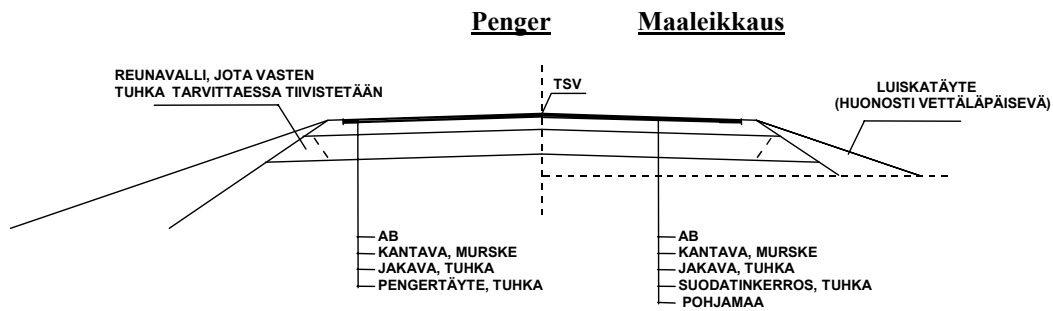 Penger Maaleikkaus
REUNAVALLI, JOTA VASTEN
TUHKA TARVITTAESSA TIIVISTETÄÄN
TSV
LUISKATÄYTE
(HUONOSTI VETTÄLÄPÄISEVÄ)
AB
KANTAVA, MURSKE
JAKAVA, TUHKA
PENGERTÄYTE, TUHKA
AB
KANTAVA, MURSKE
JAKAVA, TUHKA
SUODATINKERROS, TUHKA
POHJAMAA